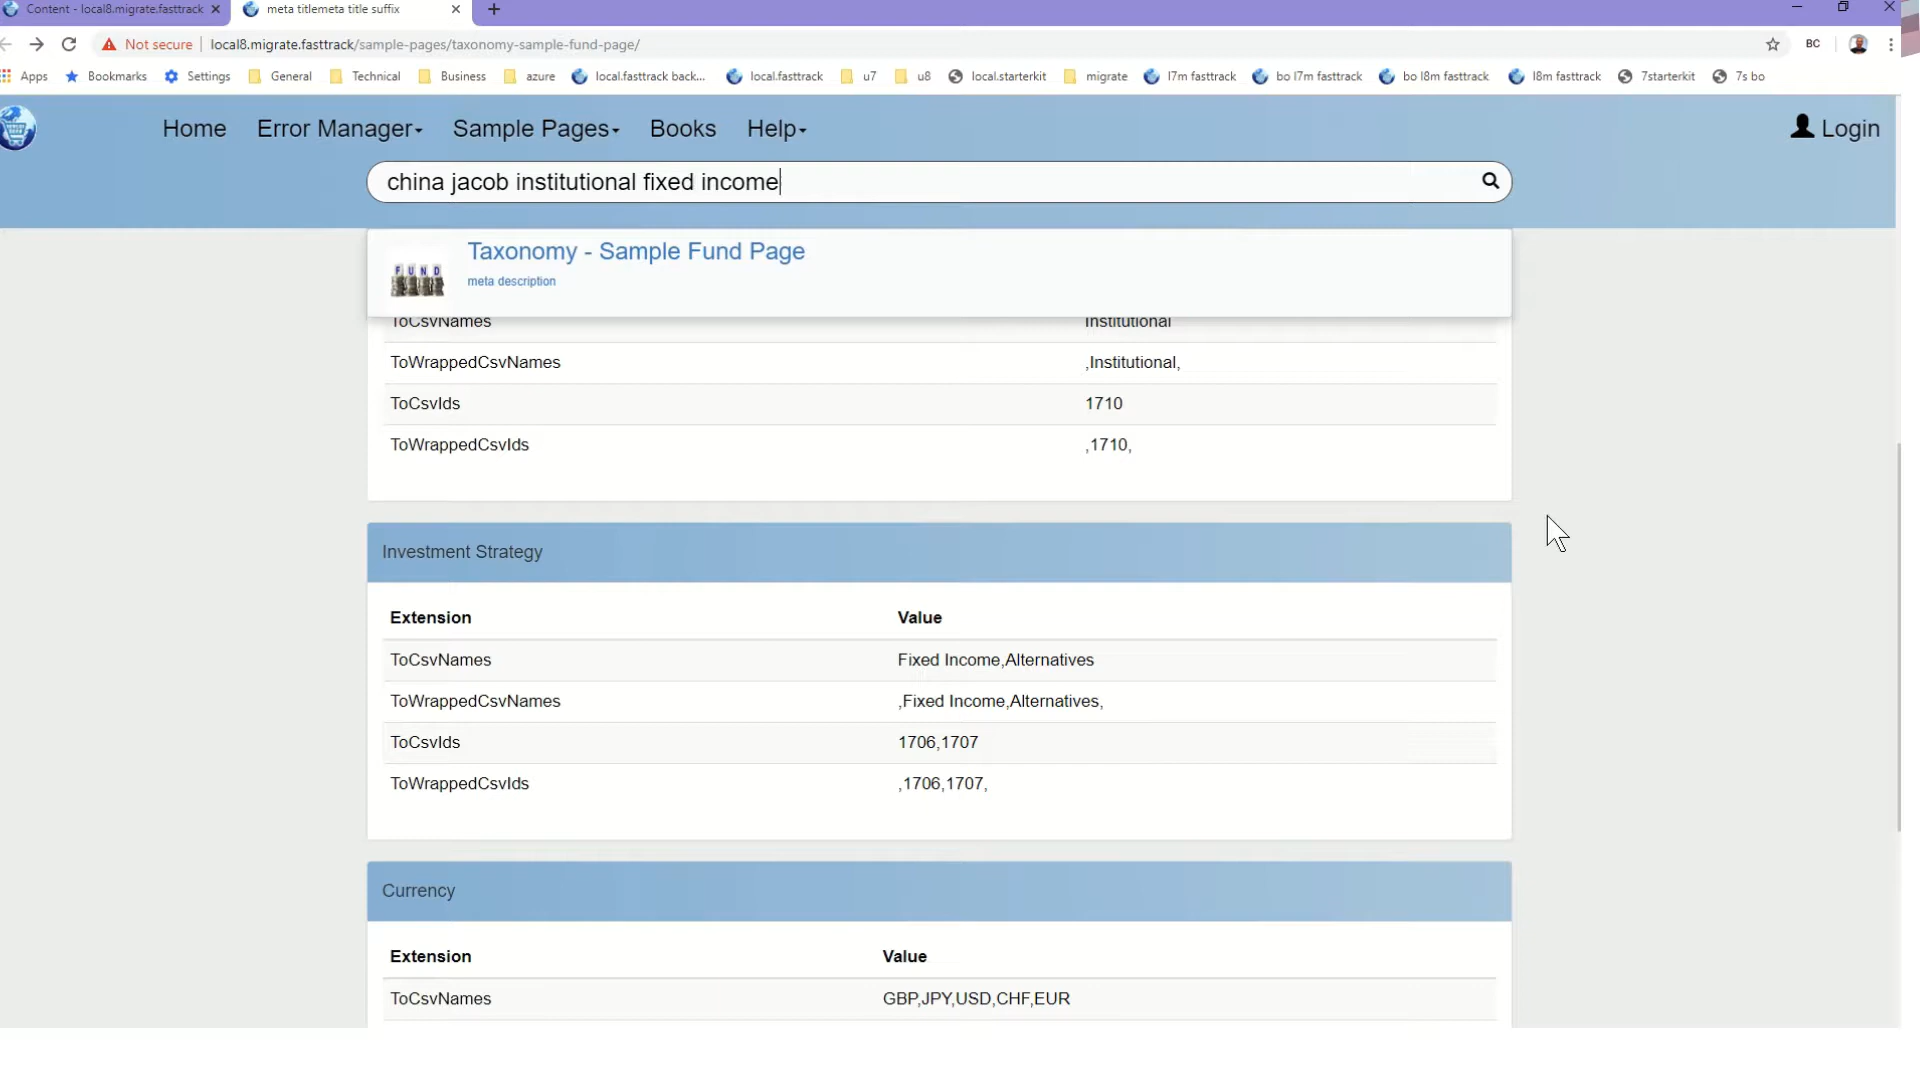 Content - local8.migrate.fasttrack
meta titlemeta title suffix
Not secure
local8.migrate.fasttrack/sample-pages/taxonomy-sample-fund-page/
BC
Apps Bookmarks Settings General Technical Business azure local.fasttrack back... local.fasttrack u7 u8 local.starterkit migrate l7m fasttrack bo l7m fasttrack bo l8m fasttrack l8m fasttrack 7starterkit 7s bo
Home Error Manager Sample Pages Books Help Login
china jacob institutional fixed income
FUND
Taxonomy - Sample Fund Page
meta description
ToCsvNames Institutional
ToWrappedCsvNames ,Institutional,
ToCsvIds 1710
ToWrappedCsvIds ,1710,
Investment Strategy
Extension Value
ToCsvNames Fixed Income,Alternatives
ToWrappedCsvNames ,Fixed Income,Alternatives,
ToCsvIds 1706,1707
ToWrappedCsvIds ,1706,1707,
Currency
Extension Value
ToCsvNames GBP,JPY,USD,CHF,EUR